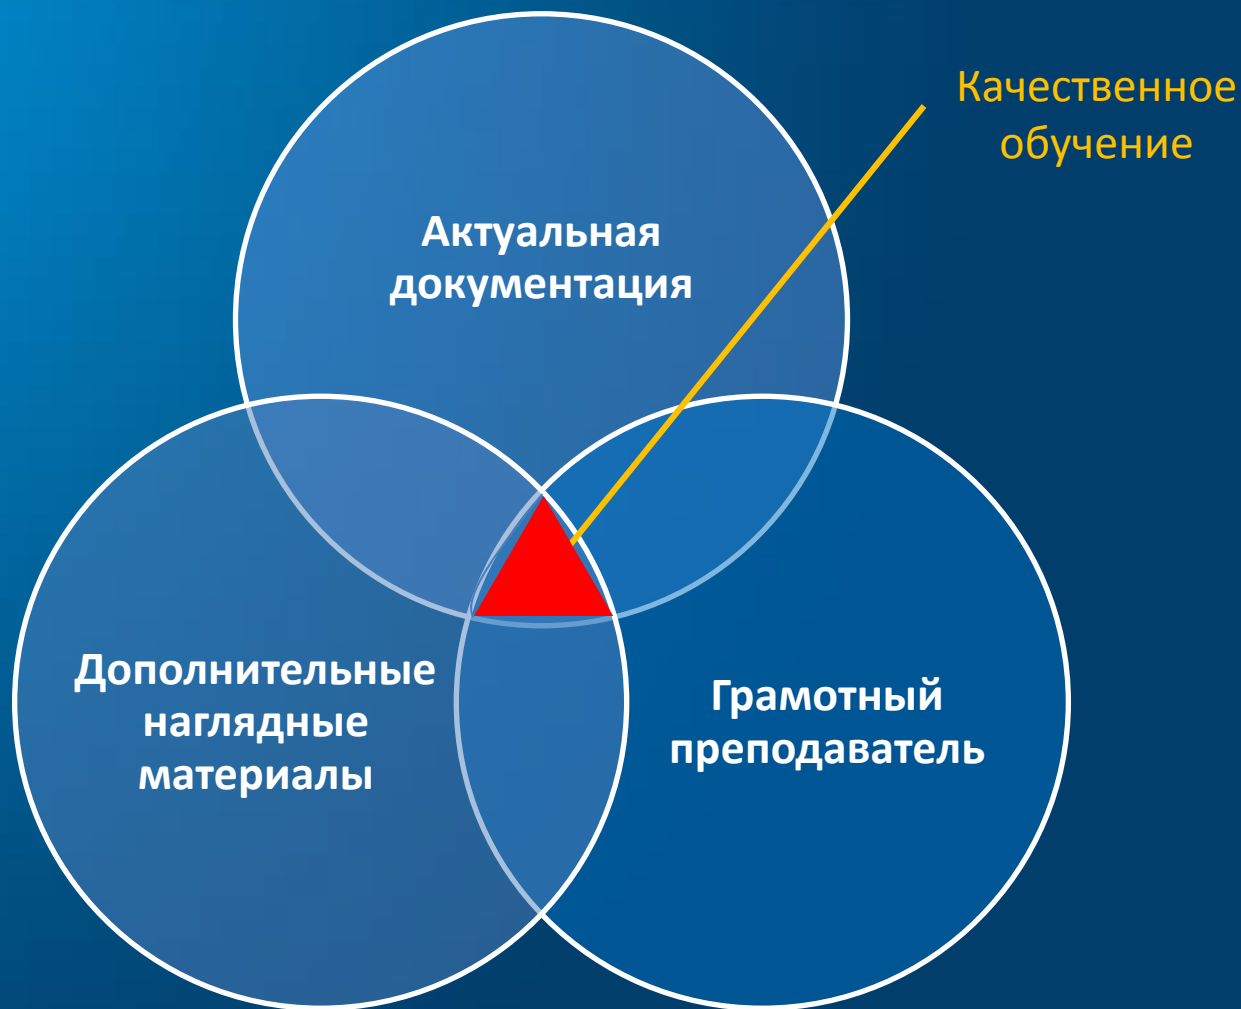 Качественное
обучение
Актуальная
документация
Дополнительные
наглядные
материалы
Грамотный
преподаватель